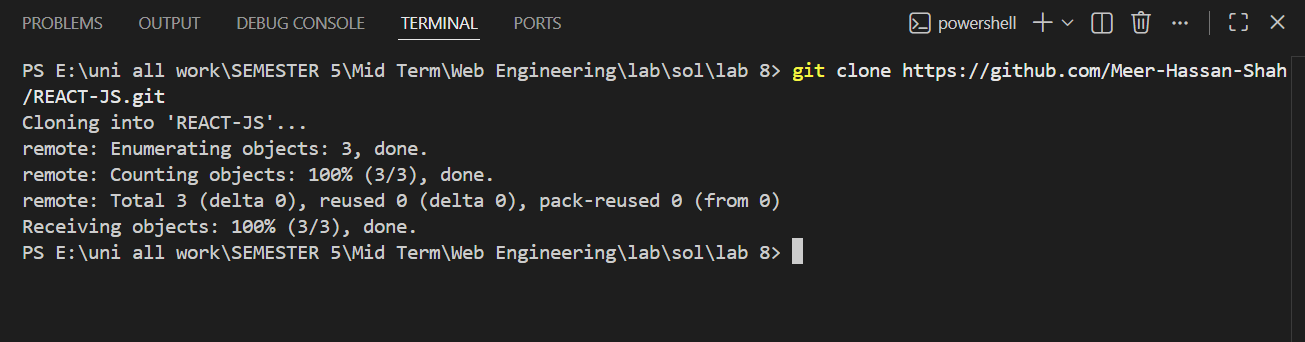 PROBLEMS OUTPUT DEBUG CONSOLE TERMINAL PORTS powershell
PS E:\uni all work\SEMESTER 5\Mid Term\Web Engineering\lab\sol\lab 8> git clone https://github.com/Meer-Hassan-Shah
/REACT-JS.git
Cloning into 'REACT-JS'...
remote: Enumerating objects: 3, done.
remote: Counting objects: 100% (3/3), done.
remote: Total 3 (delta 0), reused 0 (delta 0), pack-reused 0 (from 0)
Receiving objects: 100% (3/3), done.
PS E:\uni all work\SEMESTER 5\Mid Term\Web Engineering\lab\sol\lab 8>